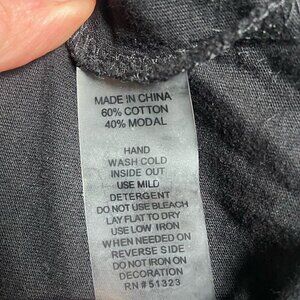 MADE IN CHINA
60% COTTON
40% MODAL
HAND
WASH COLD
INSIDE OUT
USE MILD
DETERGENT
DO NOT USE BLEACH
LAY FLAT TO DRY
USE LOW IRON
WHEN NEEDED ON
REVERSE SIDE
DO NOT IRON ON
DECORATION
RN#51323